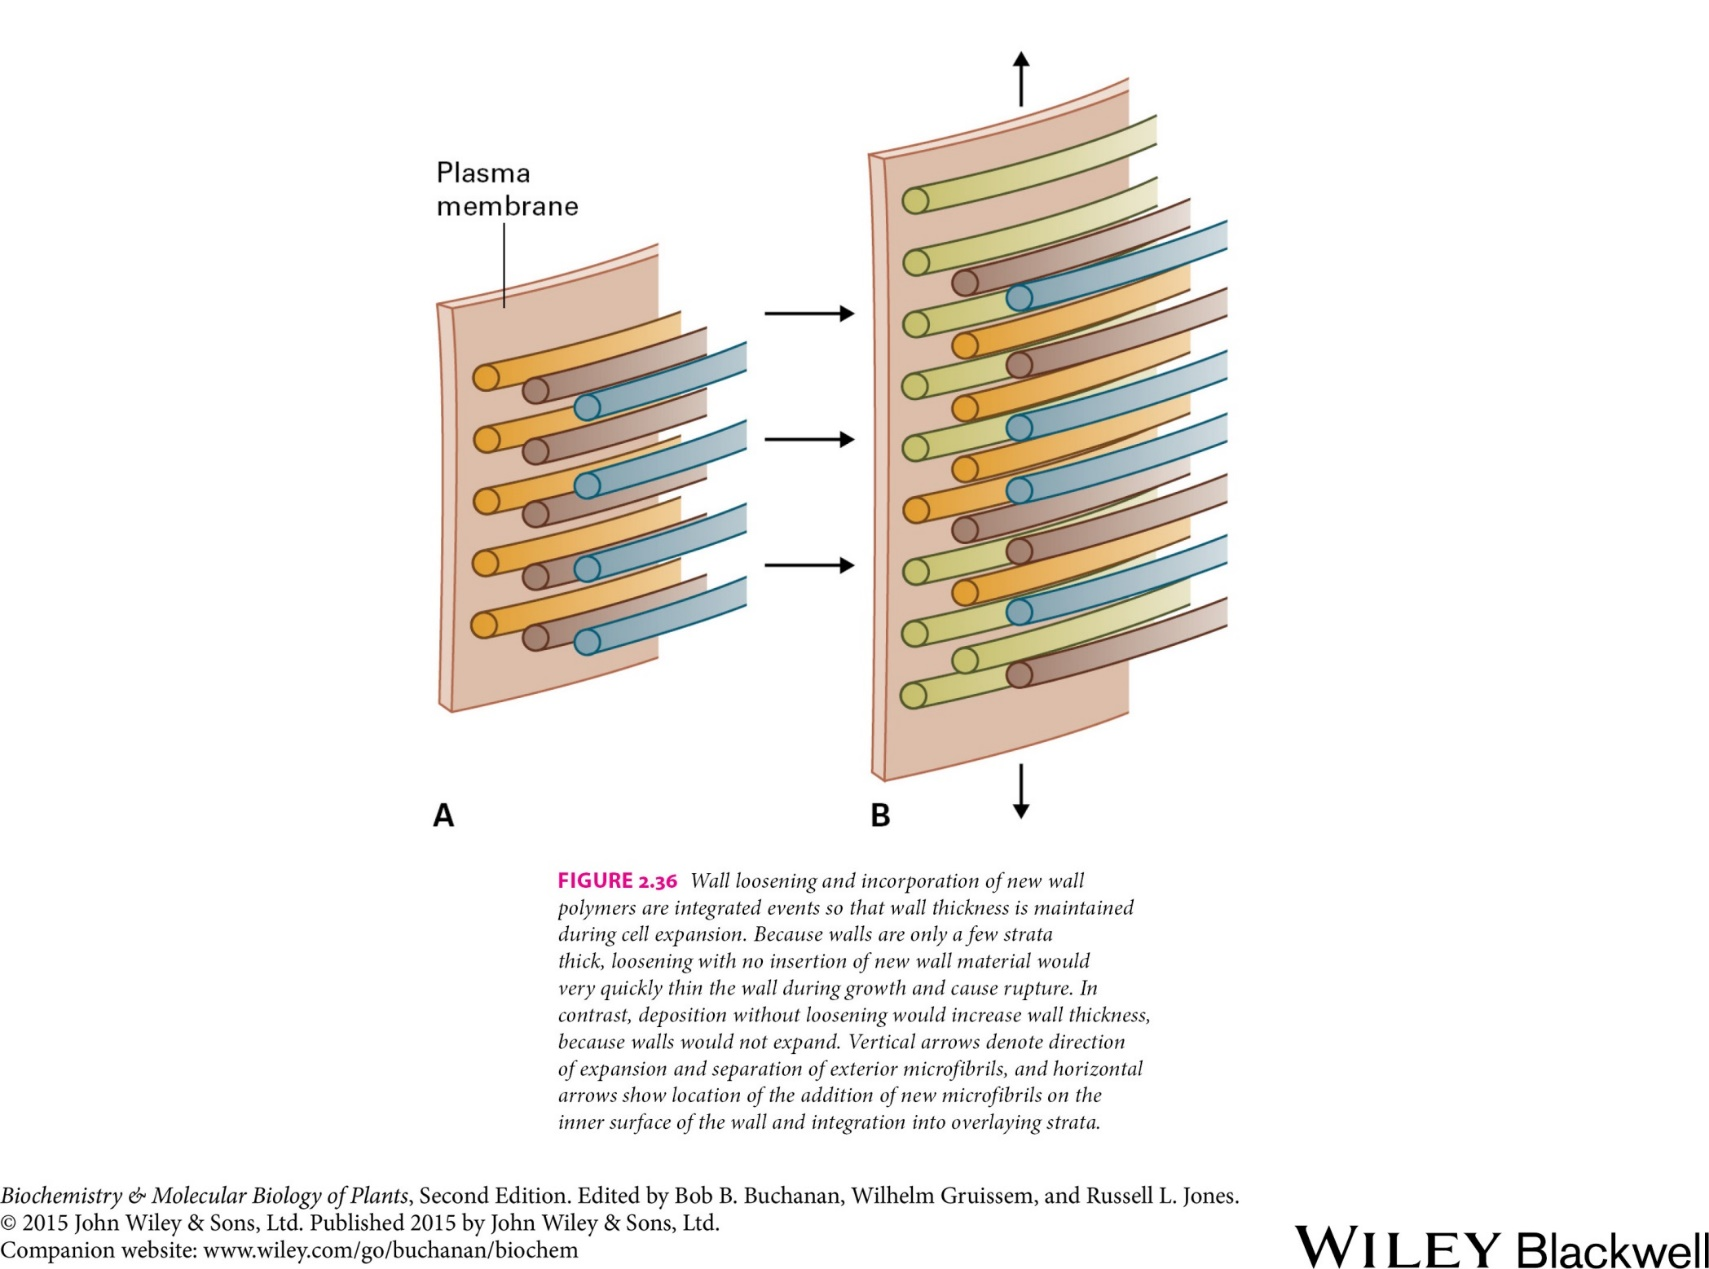 Plasma
membrane
A
B
FIGURE 2.36 Wall loosening and incorporation of new wall
polymers are integrated events so that wall thickness is maintained
during cell expansion. Because walls are only a few strata
thick, loosening with no insertion of new wall material would
very quickly thin the wall during growth and cause rupture. In
contrast, deposition without loosening would increase wall thickness,
because walls would not expand. Vertical arrows denote direction
of expansion and separation of exterior microfibrils, and horizontal
arrows show location of the addition of new microfibrils on the
inner surface of the wall and integration into overlaying strata.
Biochemistry & Molecular Biology of Plants, Second Edition. Edited by Bob B. Buchanan, Wilhelm Gruissem, and Russell L. Jones.
© 2015 John Wiley & Sons, Ltd. Published 2015 by John Wiley & Sons, Ltd.
Companion website: www.wiley.com/go/buchanan/biochem
WILEY Blackwell